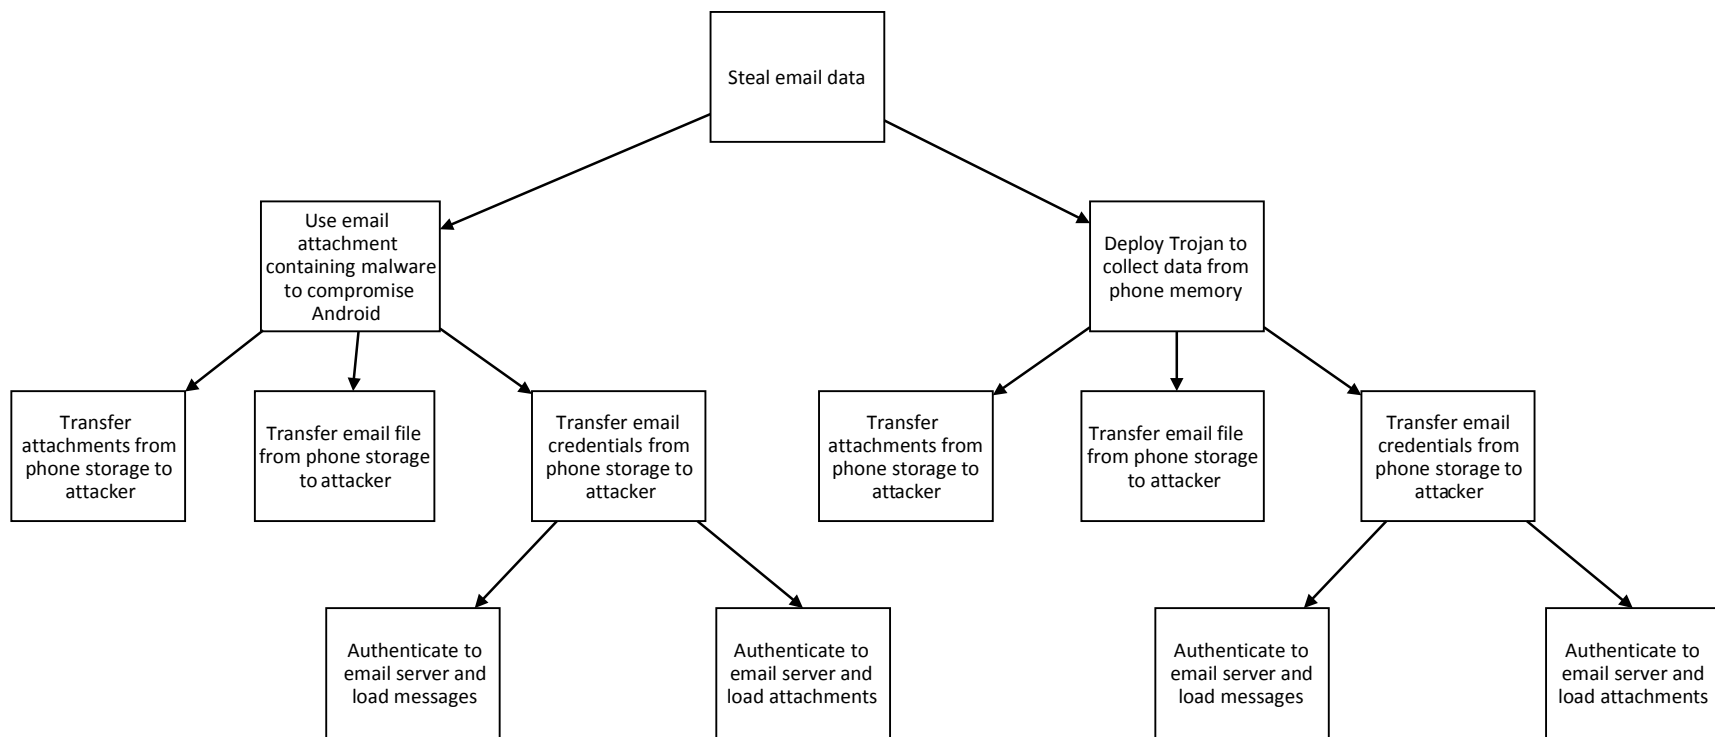 Steal email data
Use email
attachment
containing malware
to compromise
Android
Deploy Trojan to
collect data from
phone memory
Transfer
attachments from
phone storage to
attacker
Transfer email file
from phone storage
to attacker
Transfer email
credentials from
phone storage to
attacker
Transfer
attachments from
phone storage to
attacker
Transfer email file
from phone storage
to attacker
Transfer email
credentials from
phone storage to
attacker
Authenticate to
email server and
load messages
Authenticate to
email server and
load attachments
Authenticate to
email server and
load messages
Authenticate to
email server and
load attachments